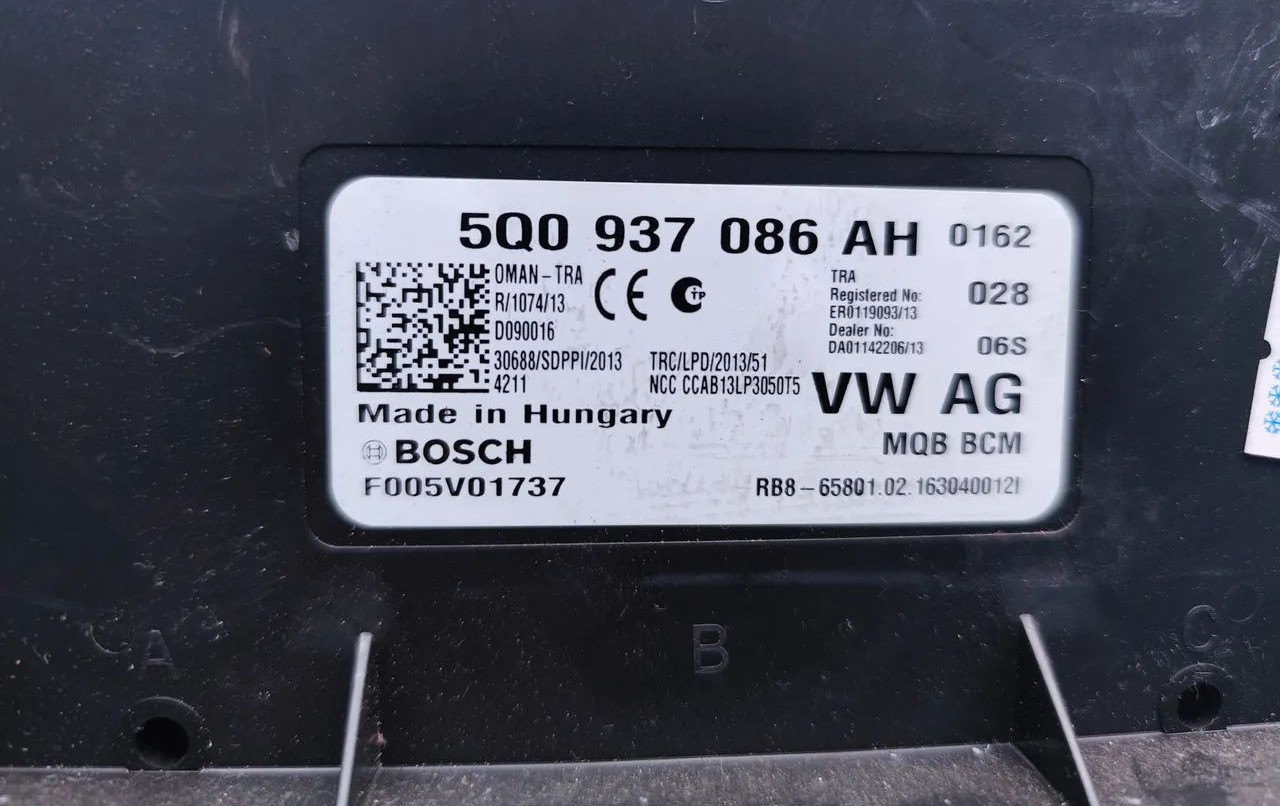 5Q0 937 086 AH 0162
OMAN-TRA
R/1074/13
D090016
30688/SDPPI/2013
4211
CE
TP
TRC/LPD/2013/51
NCC CCAB13LP3050T5
TRA
Registered No:
ER0119093/13
Dealer No:
DA01142206/13
028
06S
VW AG
MQB BCM
Made in Hungary
BOSCH
F005V01737
RB8-65801.02.163040012I
A
B
C